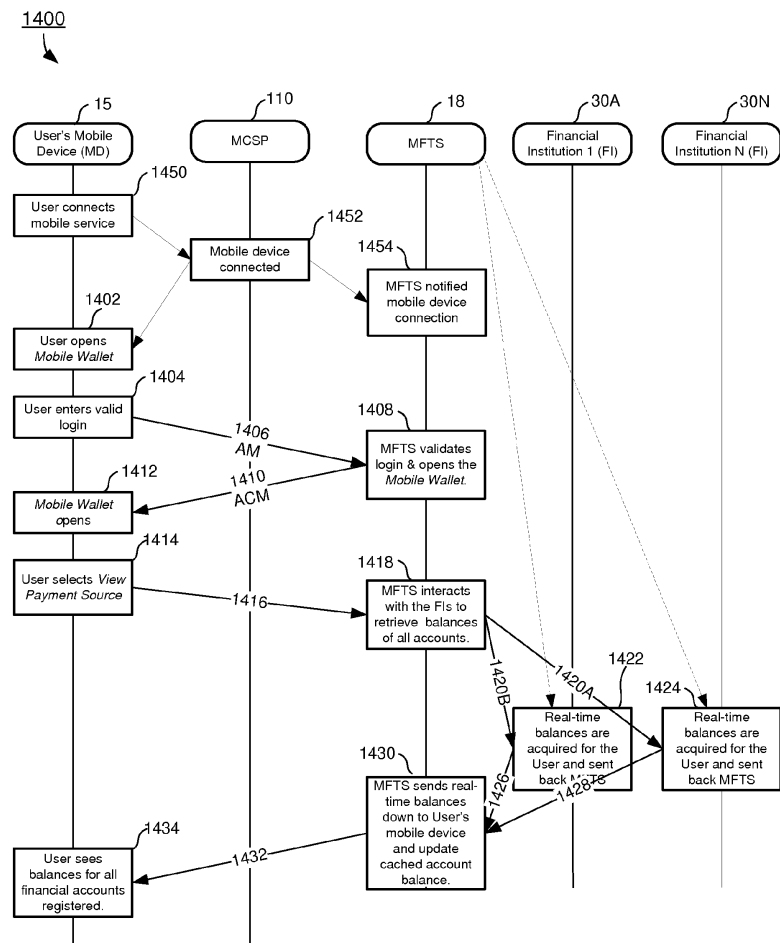 1400
15
110
18
30A
30N
User's Mobile
Device (MD)
MCSP
MFTS
Financial
Institution 1 (FI)
Financial
Institution N (FI)
1450
User connects
mobile service
1452
Mobile device
connected
1454
MFTS notified
mobile device
connection
1402
User opens
Mobile Wallet
1404
User enters valid
login
1406
AM
1408
MFTS validates
login & opens the
Mobile Wallet.
1410
ACM
1412
Mobile Wallet
opens
1414
User selects View
Payment Source
1416
1418
MFTS interacts
with the FIs to
retrieve balances
of all accounts.
1420B
1420A
1422
Real-time
balances are
acquired for the
User and sent
back MFTS
1424
Real-time
balances are
acquired for the
User and sent
back MFTS
1426
1428
1430
MFTS sends real-
time balances
down to User's
mobile device
and update
cached account
balance.
1432
1434
User sees
balances for all
financial accounts
registered.